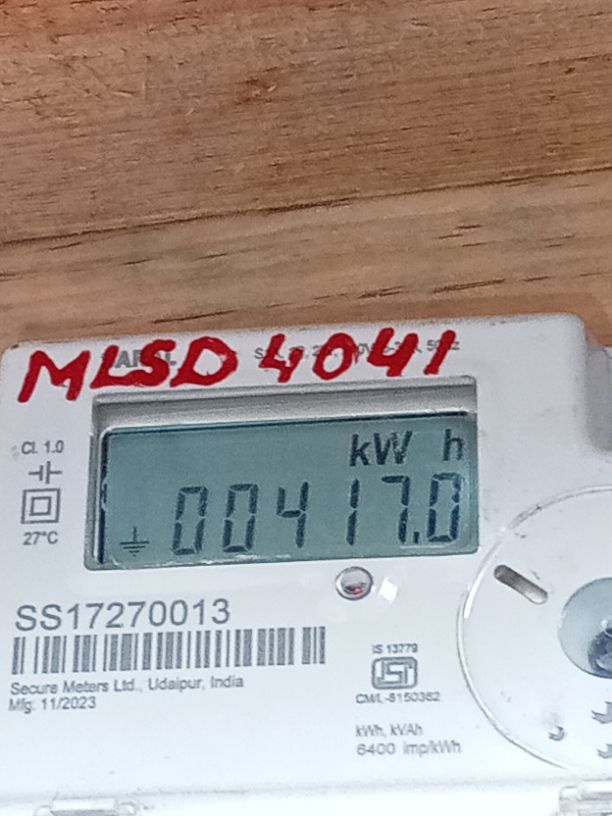 MLSD 4041
Cl. 1.0
27°C
kW h
00417.0
SS17270013
Secure Meters Ltd., Udaipur, India
Mfg: 11/2023
IS 13779
CM/L-8150362
kWh, kVAh
6400 imp/kWh